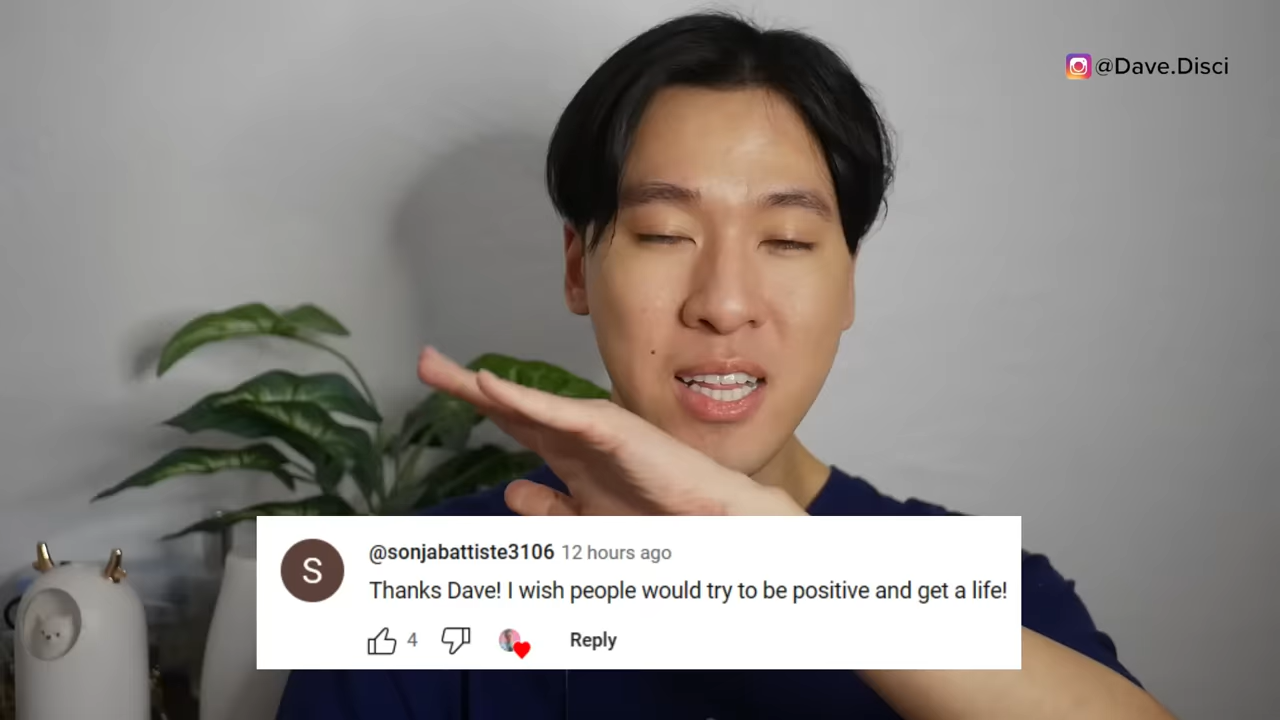 @Dave.Disci
S
@sonjabattiste3106 12 hours ago
Thanks Dave! I wish people would try to be positive and get a life!
4
Reply